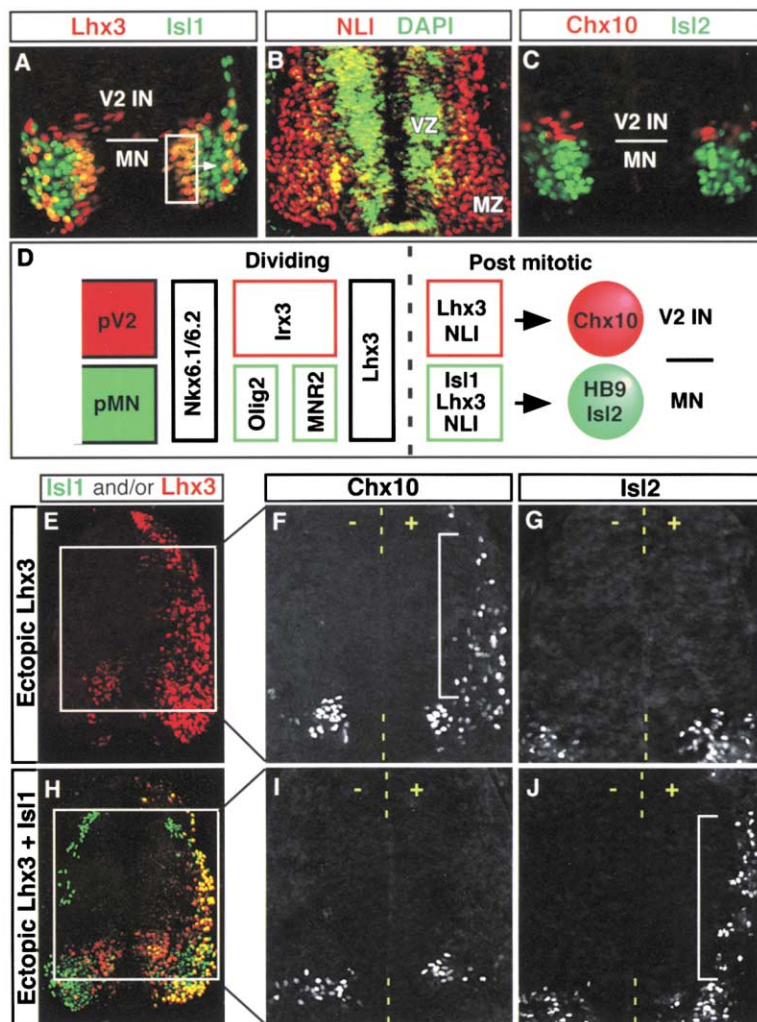 Lhx3 Isl1
NLI DAPI
Chx10 Isl2
A
V2 IN
MN
B
VZ
MZ
C
V2 IN
MN
D
Dividing
Post mitotic
pV2
pMN
Nkx6.1/6.2
Irx3
Olig2
MNR2
Lhx3
Lhx3
NLI
Isl1
Lhx3
NLI
Chx10
HB9
Isl2
V2 IN
MN
Isl1 and/or Lhx3
Chx10
Isl2
Ectopic Lhx3
E
F
- +
G
- +
Ectopic Lhx3 + Isl1
H
I
- +
J
- +